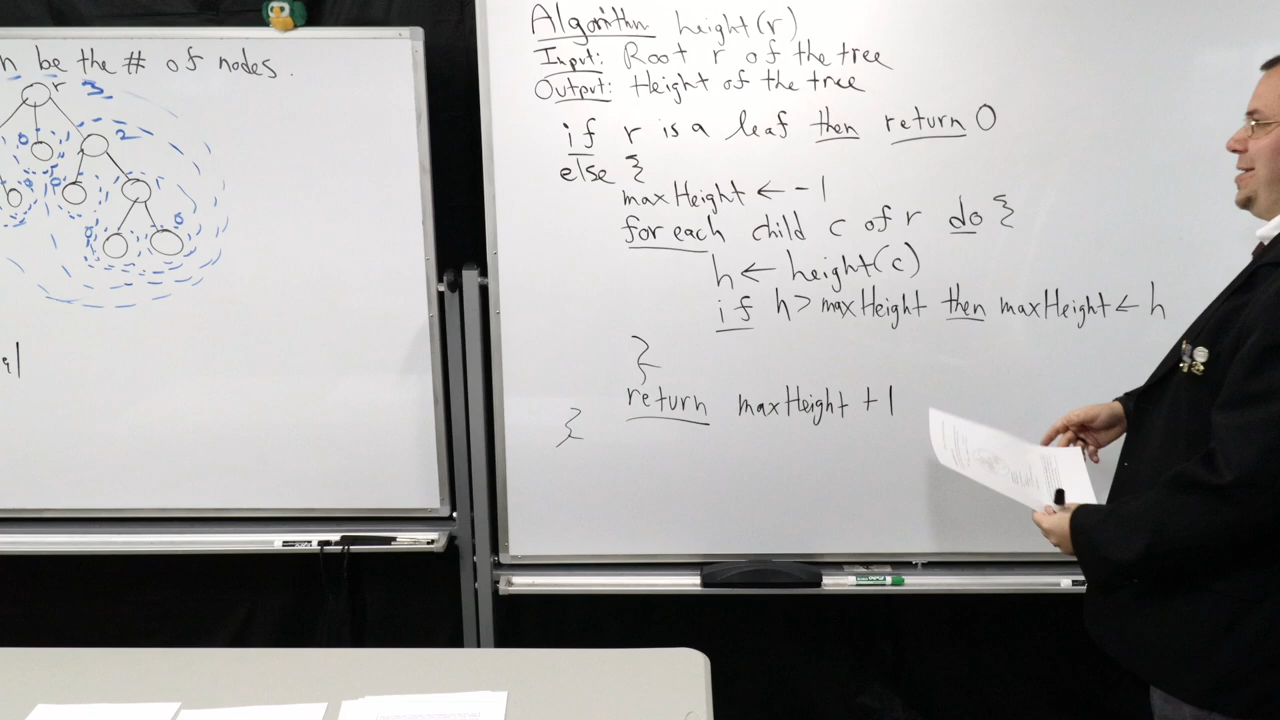 n be the # of nodes.
r 3
0 2
0 0
0 0
Algorithm height(r)
Input: Root r of the tree
Output: Height of the tree
if r is a leaf then return 0
else {
maxHeight ← -1
for each child c of r do {
h ← height(c)
if h > maxHeight then maxHeight ← h
}
return maxHeight + 1
}